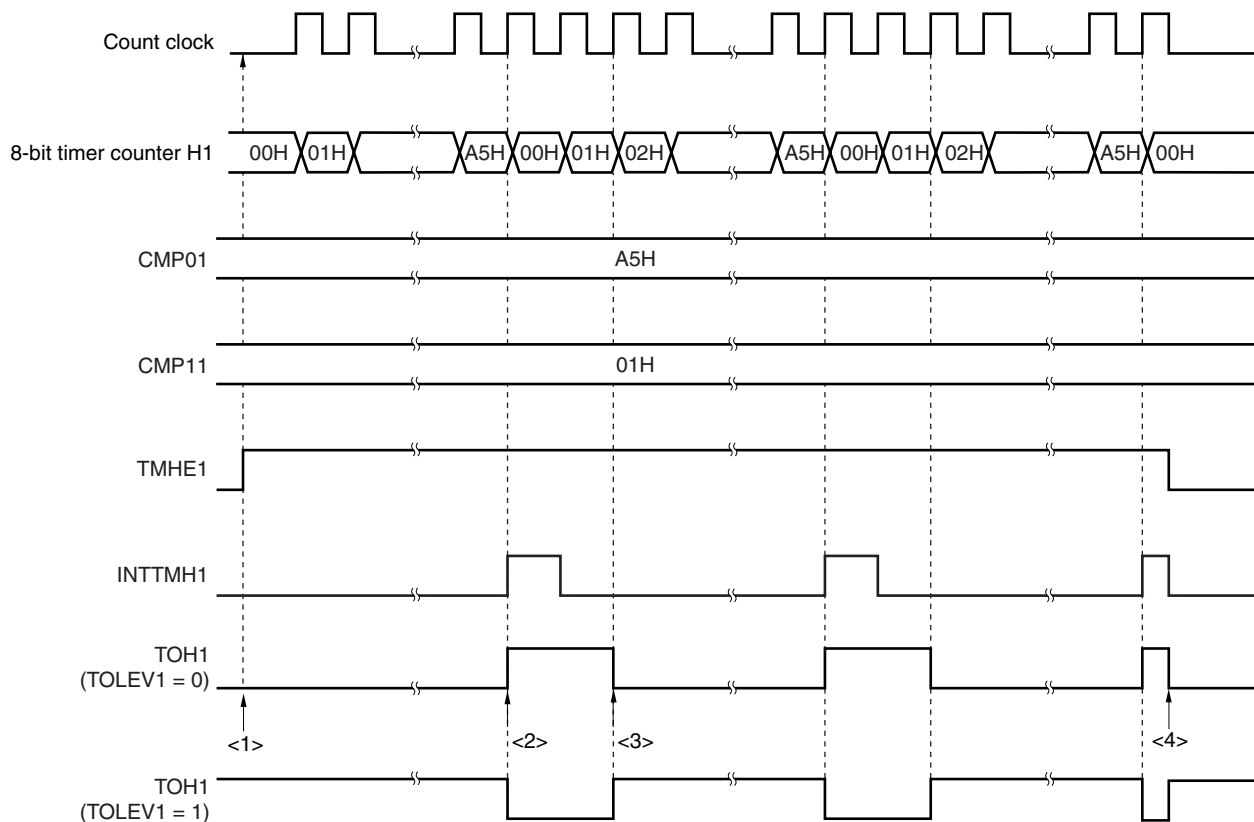 Count clock
8-bit timer counter H1
00H 01H A5H 00H 01H 02H A5H 00H 01H 02H A5H 00H
CMP01
A5H
CMP11
01H
TMHE1
INTTMH1
TOH1
(TOLEV1 = 0)
<1> <2> <3> <4>
TOH1
(TOLEV1 = 1)